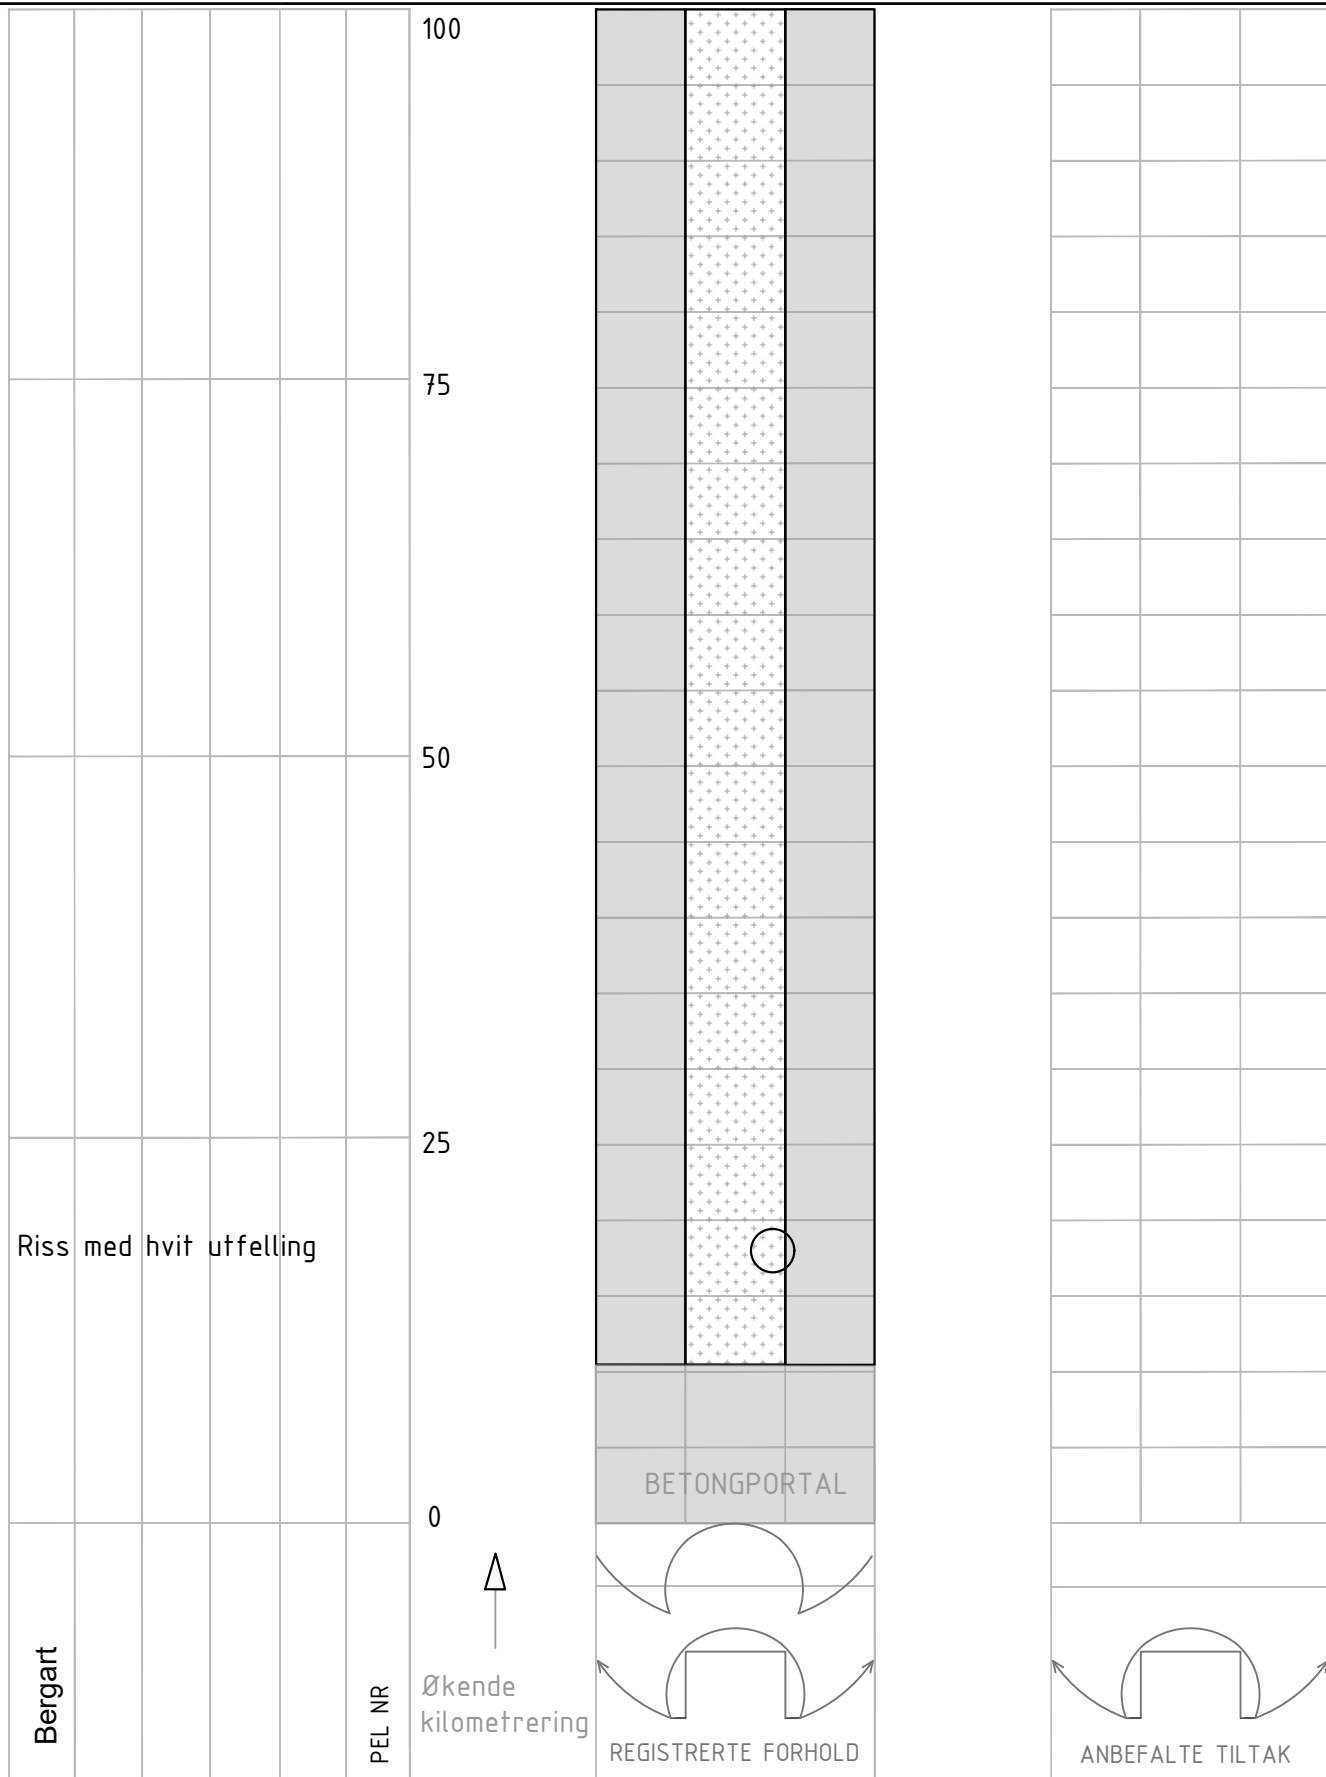 100
75
50
25
Riss med hvit utfelling
BETONGPORTAL
0
Bergart
PEL NR
Økende
kilometrering
REGISTRERTE FORHOLD
ANBEFALTE TILTAK